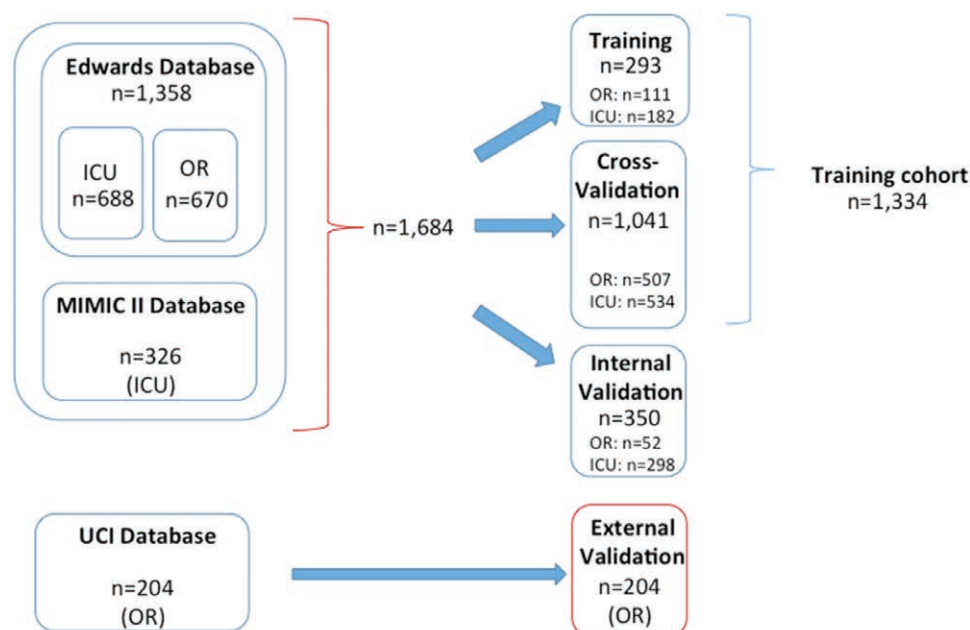 Edwards Database
n=1,358
ICU
n=688
OR
n=670
MIMIC II Database
n=326
(ICU)
n=1,684
Training
n=293
OR: n=111
ICU: n=182
Cross-
Validation
n=1,041
OR: n=507
ICU: n=534
Training cohort
n=1,334
Internal
Validation
n=350
OR: n=52
ICU: n=298
UCI Database
n=204
(OR)
External
Validation
n=204
(OR)